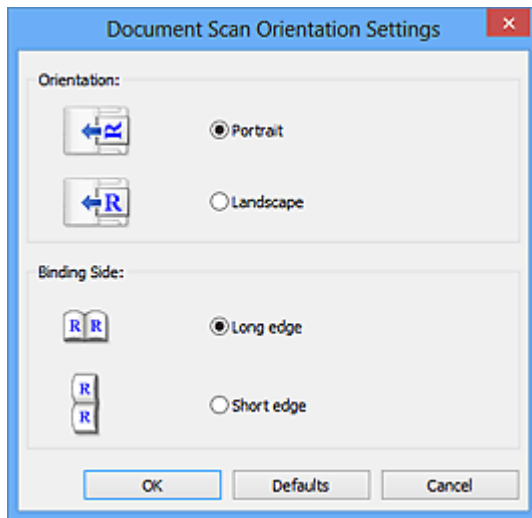 Document Scan Orientation Settings
Orientation:
R
Portrait
R
Landscape
Binding Side:
R R
Long edge
R
R
Short edge
OK Defaults Cancel